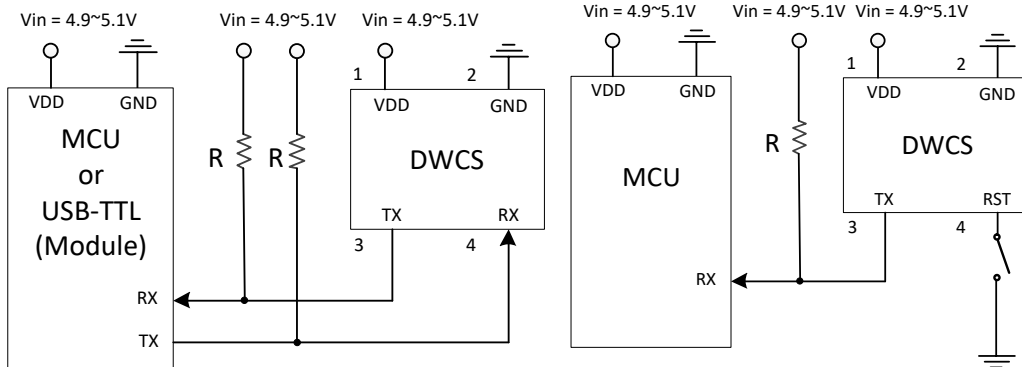 Vin = 4.9~5.1V
Vin = 4.9~5.1V
Vin = 4.9~5.1V
1
2
VDD
GND
VDD
GND
MCU
or
USB-TTL
(Module)
R
R
DWCS
TX
RX
3
4
RX
TX
Vin = 4.9~5.1V
Vin = 4.9~5.1V
Vin = 4.9~5.1V
1
2
VDD
GND
VDD
GND
MCU
R
DWCS
TX
RST
3
4
RX